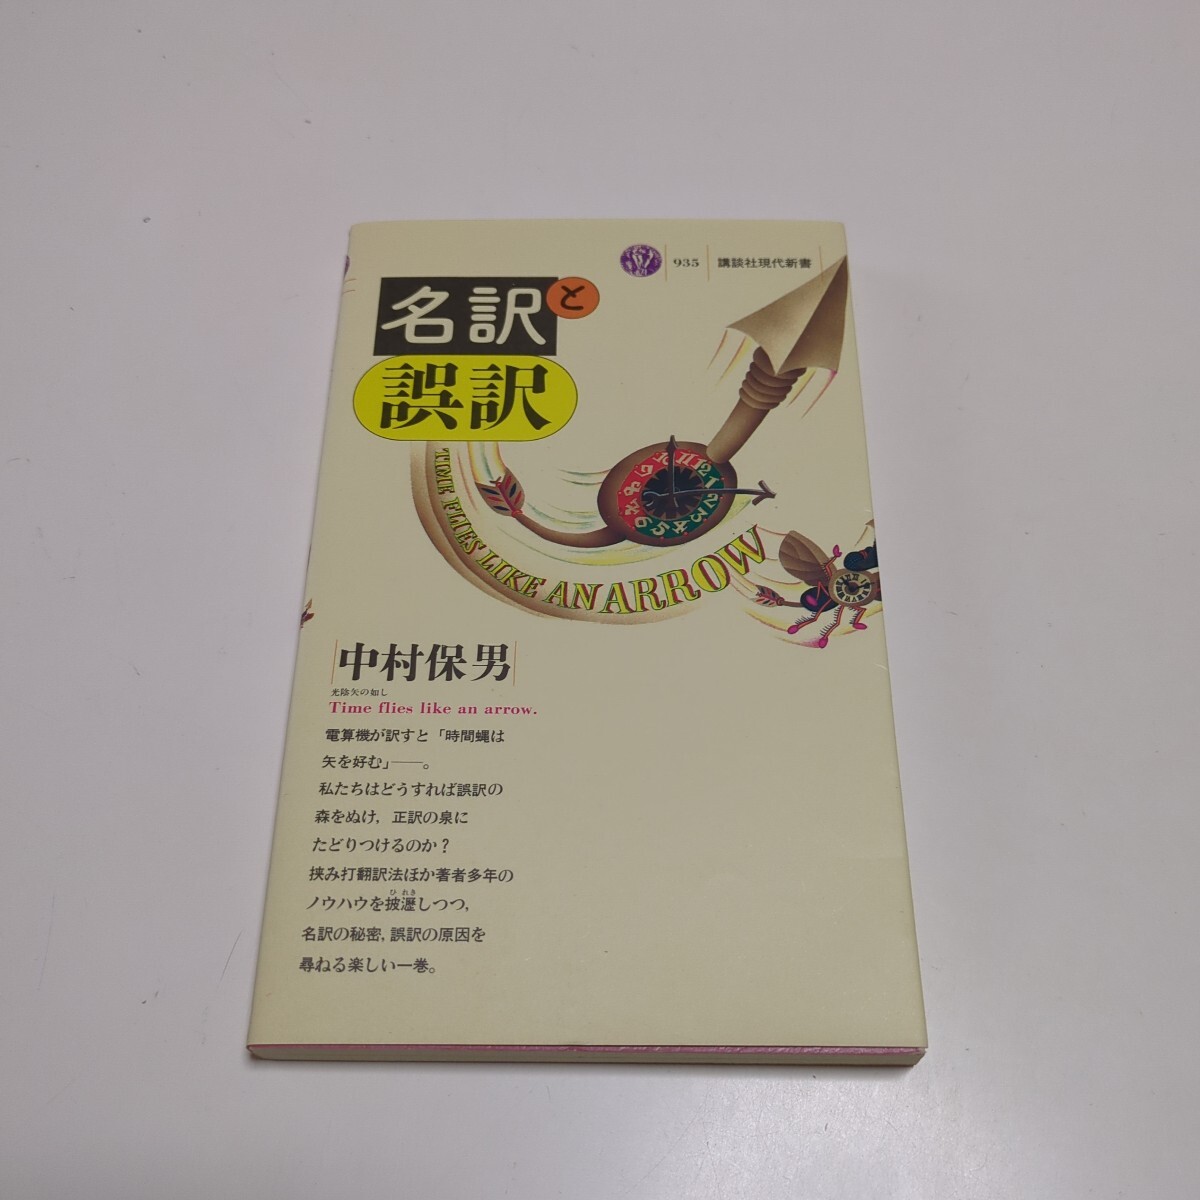 935
講談社現代新書
名訳と
誤訳
TIME FLIES LIKE AN ARROW
中村保男
光陰矢の如し
Time flies like an arrow.
電算機が訳すと「時間蠅は
矢を好む」——。
私たちはどうすれば誤訳の
森をぬけ，正訳の泉に
たどりつけるのか？
挟み打翻訳法ほか著者多年の
ひれき
ノウハウを披瀝しつつ，
名訳の秘密，誤訳の原因を
尋ねる楽しい一巻。